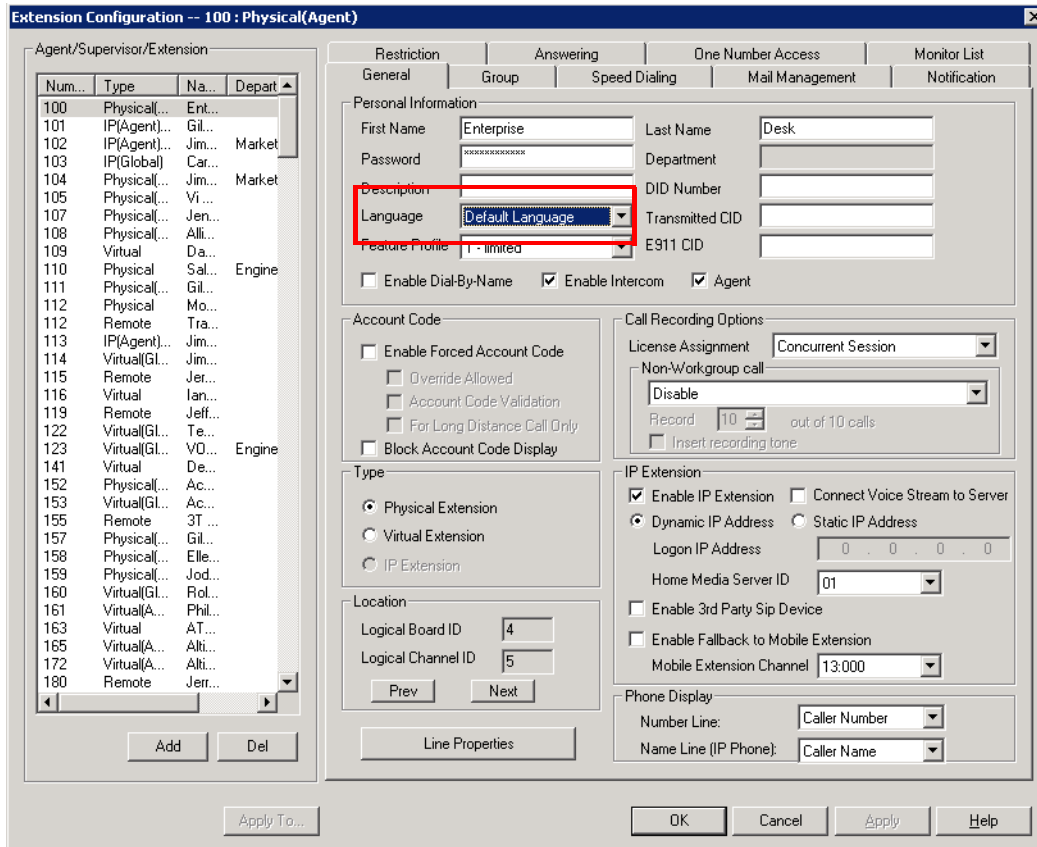 Extension Configuration -- 100 : Physical(Agent)
Agent/Supervisor/Extension
Num... Type Na... Depart
100 Physical(... Ent...
101 IP(Agent)... Gil...
102 IP(Agent)... Jim... Market
103 IP(Global) Car...
104 Physical(... Jim... Market
105 Physical(... Vi ...
107 Physical(... Jen...
108 Physical(... Alli...
109 Virtual Da...
110 Physical Sal... Engine
111 Physical(... Gil...
112 Physical Mo...
112 Remote Tra...
113 IP(Agent)... Jim...
114 Virtual(Gl... Jim...
115 Remote Jer...
116 Virtual Ian...
119 Remote Jeff...
122 Virtual(Gl... Te...
123 Virtual(Gl... VO... Engine
141 Virtual De...
152 Physical(... Ac...
153 Virtual(Gl... Ac...
155 Remote 3T ...
157 Physical(... Gil...
158 Physical(... Elle...
159 Physical(... Jod...
160 Virtual(Gl... Rol...
161 Virtual(A... Phil...
163 Virtual AT...
165 Virtual(A... Alti...
172 Virtual(A... Alti...
180 Remote Jerr...
Add Del
Apply To...
Restriction Answering One Number Access Monitor List
General Group Speed Dialing Mail Management Notification
Personal Information
First Name Enterprise Last Name Desk
Password xxxxxxxxxxxx Department
Description DID Number
Language Default Language Transmitted CID
Feature Profile 1 - limited E911 CID
Enable Dial-By-Name Enable Intercom Agent
Account Code
Enable Forced Account Code
Override Allowed
Account Code Validation
For Long Distance Call Only
Block Account Code Display
Call Recording Options
License Assignment Concurrent Session
Non-Workgroup call
Disable
Record 10 out of 10 calls
Insert recording tone
Type
Physical Extension
Virtual Extension
IP Extension
Location
Logical Board ID 4
Logical Channel ID 5
Prev Next
Line Properties
IP Extension
Enable IP Extension Connect Voice Stream to Server
Dynamic IP Address Static IP Address
Logon IP Address 0 . 0 . 0 . 0
Home Media Server ID 01
Enable 3rd Party Sip Device
Enable Fallback to Mobile Extension
Mobile Extension Channel 13:000
Phone Display
Number Line: Caller Number
Name Line (IP Phone): Caller Name
OK Cancel Apply Help